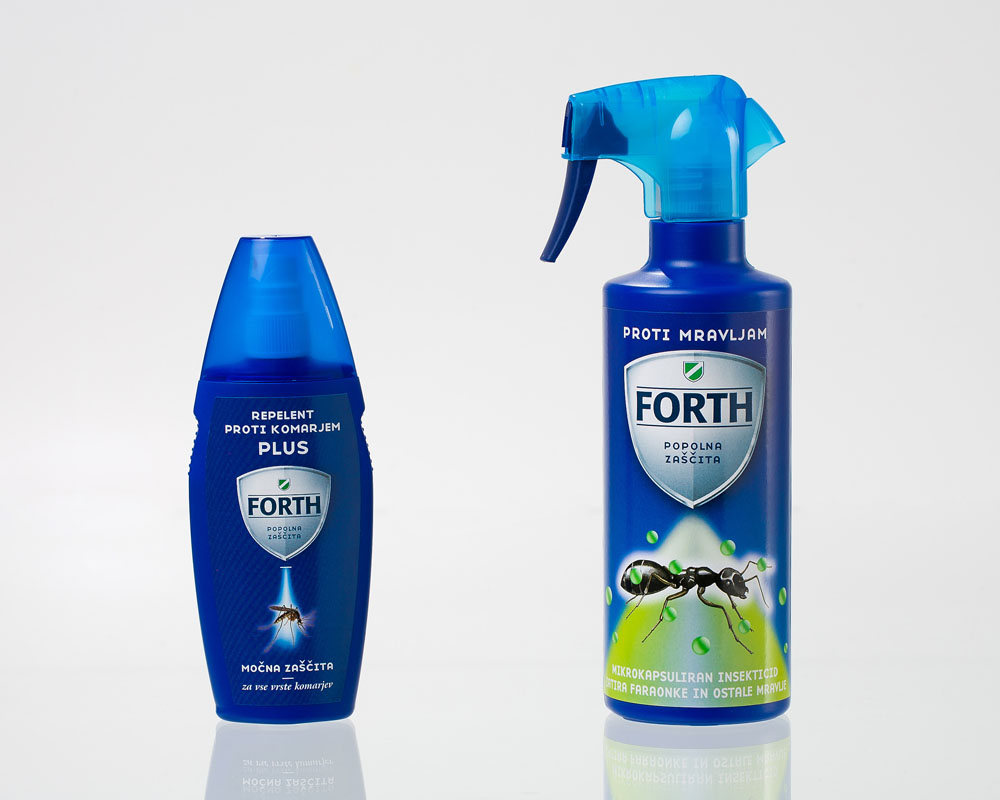 REPELENT
PROTI KOMARJEM
PLUS
FORTH
POPOLNA
ZAŠČITA
MOČNA ZAŠČITA
za vse vrste komarjev
PROTI MRAVLJAM
FORTH
POPOLNA
ZAŠČITA
MIKROKAPSULIRAN INSEKTICID
ZATIRA FARAONKE IN OSTALE MRAVLJE